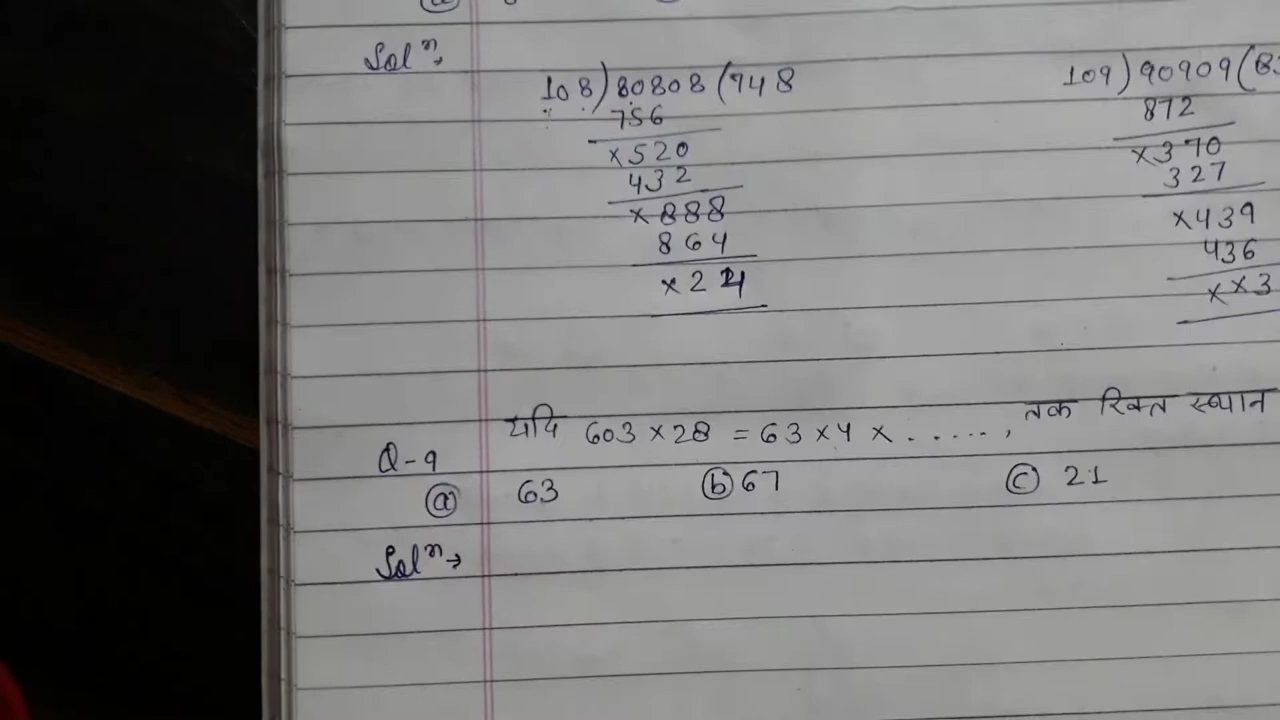 Solⁿ→
108)80808(748 109)90909(83
756 872
×520 ×370
432 327
×888 ×439
864 436
×24 ××3
Q-9 यदि 603×28 = 63×4×......, तक रिक्त स्थान
ⓐ 63 ⓑ 67 ⓒ 21
Solⁿ→